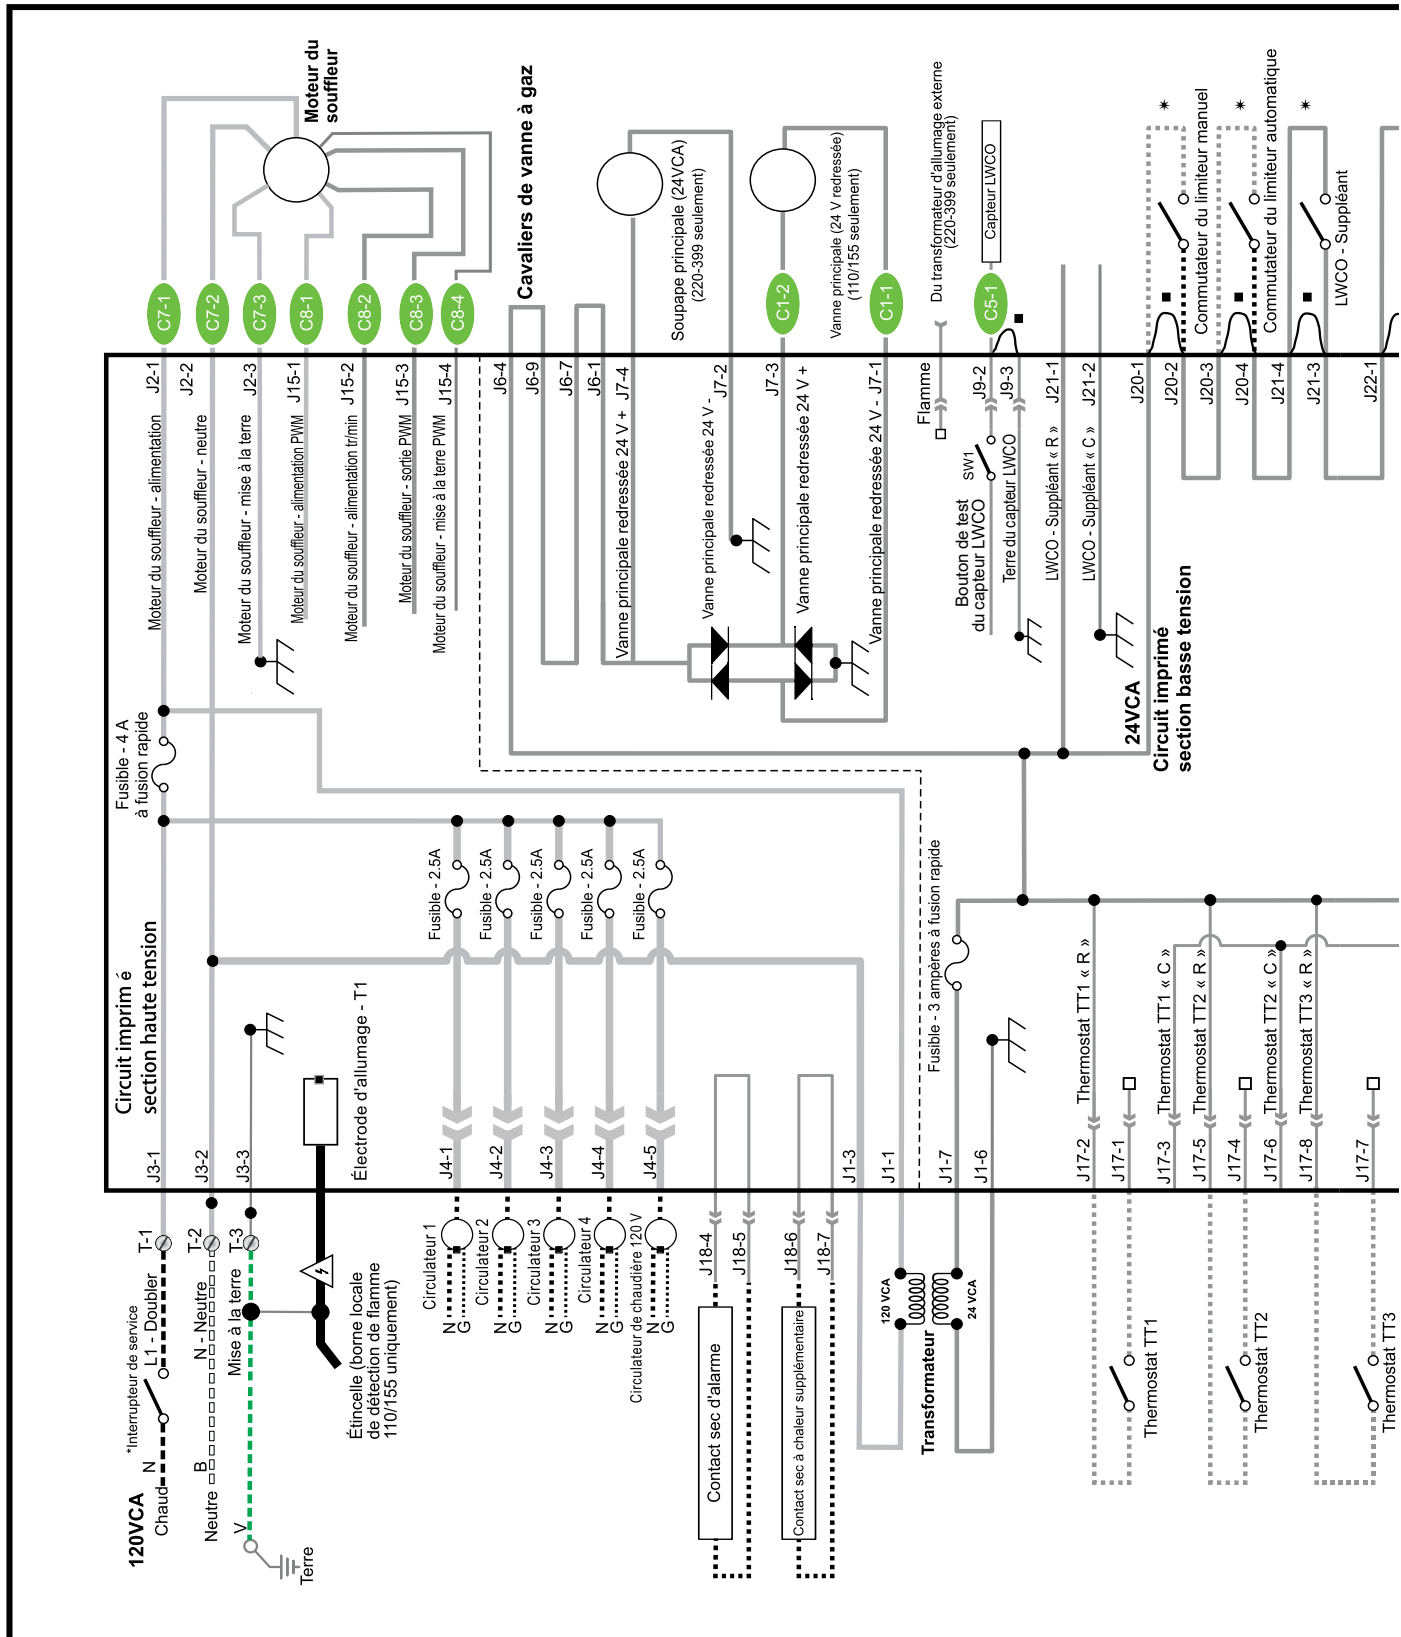 120VCA
Chaud
N
*Interrupteur de service
L1 - Doubler
T-1
J3-1
Neutre
B
N - Neutre
T-2
J3-2
V
Mise à la terre
T-3
J3-3
Terre
Étincelle (borne locale
de détection de flamme
110/155 uniquement)
Électrode d'allumage - T1
Circuit imprim é
section haute tension
Fusible - 4 A
à fusion rapide
Moteur du souffleur - alimentation
J2-1
C7-1
Moteur du souffleur - neutre
J2-2
C7-2
Moteur du souffleur - mise à la terre
J2-3
C7-3
Moteur du souffleur - alimentation PWM
J15-1
C8-1
Moteur du souffleur - alimentation tr/min
J15-2
C8-2
Moteur du souffleur - sortie PWM
J15-3
C8-3
Moteur du souffleur - mise à la terre PWM
J15-4
C8-4
Moteur du
souffleur
N
G
Circulateur 1
J4-1
Fusible - 2.5A
N
G
Circulateur 2
J4-2
Fusible - 2.5A
N
G
Circulateur 3
J4-3
Fusible - 2.5A
N
G
Circulateur 4
J4-4
Fusible - 2.5A
N
G
Circulateur de chaudière 120 V
J4-5
Fusible - 2.5A
Cavaliers de vanne à gaz
J6-4
J6-9
J6-7
J6-1
Vanne principale redressée 24 V +
J7-4
Soupape principale (24VCA)
(220-399 seulement)
Vanne principale redressée 24 V -
J7-2
Vanne principale redressée 24 V +
J7-3
C1-2
Vanne principale (24 V redressée)
(110/155 seulement)
Vanne principale redressée 24 V -
J7-1
C1-1
Contact sec d'alarme
J18-4
J18-5
Contact sec à chaleur supplémentaire
J18-6
J18-7
J1-3
J1-1
J1-7
J1-6
120 VCA
24 VCA
Transformateur
Fusible - 3 ampères à fusion rapide
Flamme
Du transformateur d'allumage externe
(220-399 seulement)
Bouton de test
du capteur LWCO
SW1
J9-2
C5-1
Capteur LWCO
Terre du capteur LWCO
J9-3
LWCO - Suppléant « R »
J21-1
LWCO - Suppléant « C »
J21-2
24VCA
Circuit imprimé
section basse tension
J20-1
J20-2
Commutateur du limiteur manuel
*
J20-3
J20-4
Commutateur du limiteur automatique
*
J21-4
J21-3
LWCO - Suppléant
*
J22-1
Thermostat TT1 « R »
J17-2
J17-1
Thermostat TT1
Thermostat TT1 « C »
J17-3
Thermostat TT2 « R »
J17-5
J17-4
Thermostat TT2
Thermostat TT2 « C »
J17-6
Thermostat TT3 « R »
J17-8
J17-7
Thermostat TT3